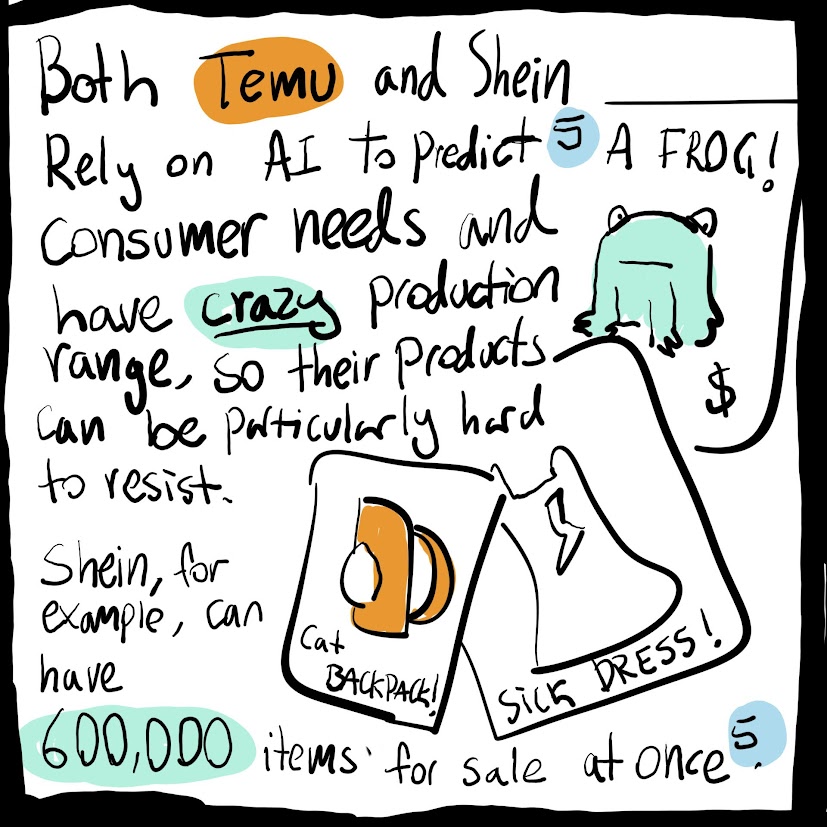 Both Temu and Shein
Rely on AI to predict 5
consumer needs and
have crazy production
range, so their products
can be particularly hard
to resist.
A FROG!
$
Shein, for
example, can
have
600,000 items for sale at once 5.
Cat
BACKPACK!
SICK DRESS!